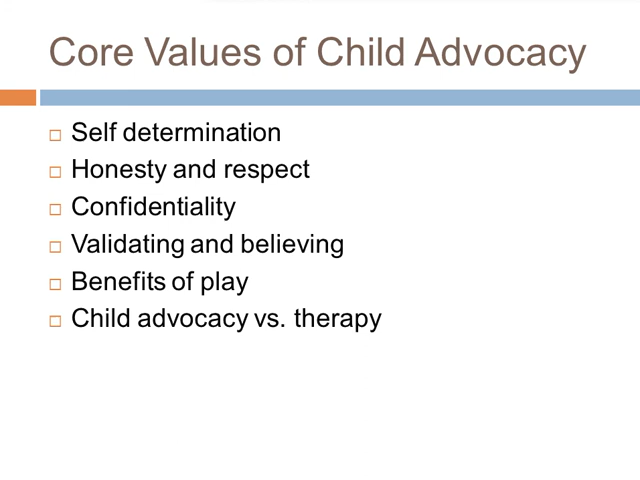 Core Values of Child Advocacy
Self determination
Honesty and respect
Confidentiality
Validating and believing
Benefits of play
Child advocacy vs. therapy